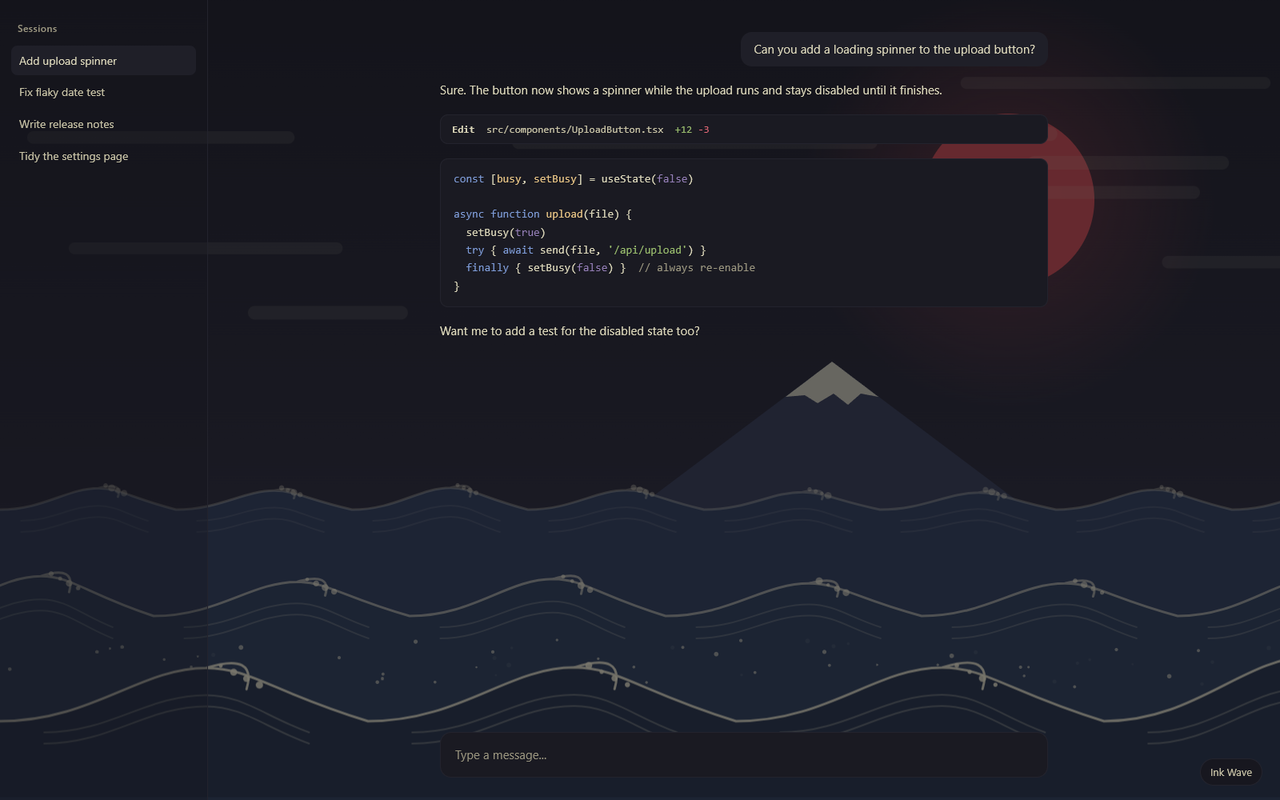 Sessions
Add upload spinner
Fix flaky date test
Write release notes
Tidy the settings page
Can you add a loading spinner to the upload button?
Sure. The button now shows a spinner while the upload runs and stays disabled until it finishes.
Edit src/components/UploadButton.tsx +12 -3
const [busy, setBusy] = useState(false)
async function upload(file) {
  setBusy(true)
  try { await send(file, '/api/upload') }
  finally { setBusy(false) }  // always re-enable
}
Want me to add a test for the disabled state too?
Type a message...
Ink Wave